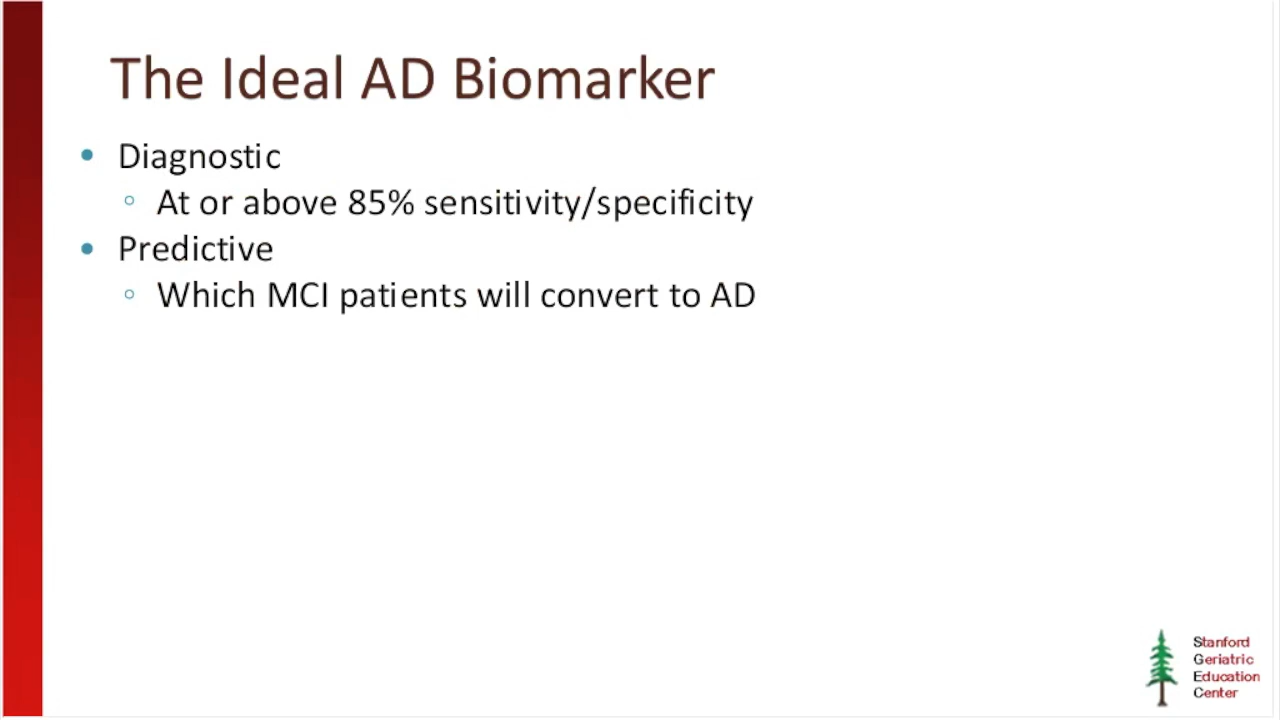 The Ideal AD Biomarker
• Diagnostic
◦ At or above 85% sensitivity/specificity
• Predictive
◦ Which MCI patients will convert to AD
Stanford
Geriatric
Education
Center